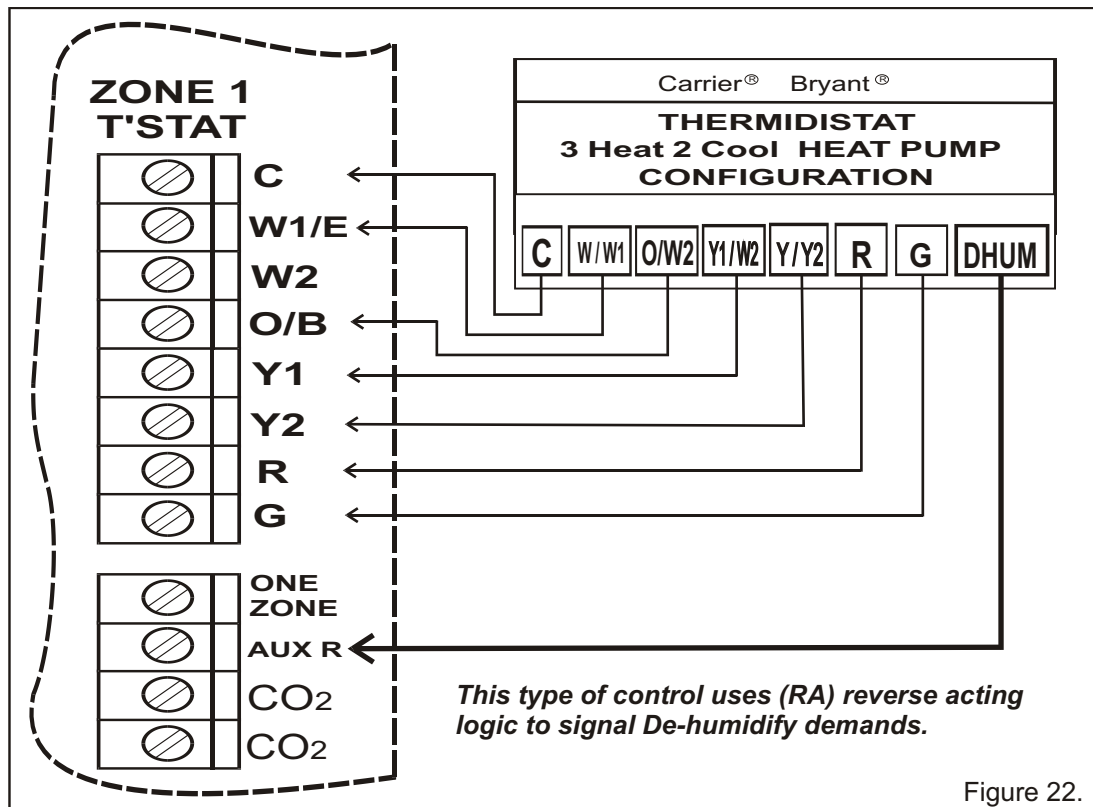 ZONE 1
T'STAT
C
W1/E
W2
O/B
Y1
Y2
R
G
ONE
ZONE
AUX R
CO2
CO2
Carrier® Bryant®
THERMIDISTAT
3 Heat 2 Cool HEAT PUMP
CONFIGURATION
C W/W1 O/W2 Y1/W2 Y/Y2 R G DHUM
This type of control uses (RA) reverse acting
logic to signal De-humidify demands.
Figure 22.